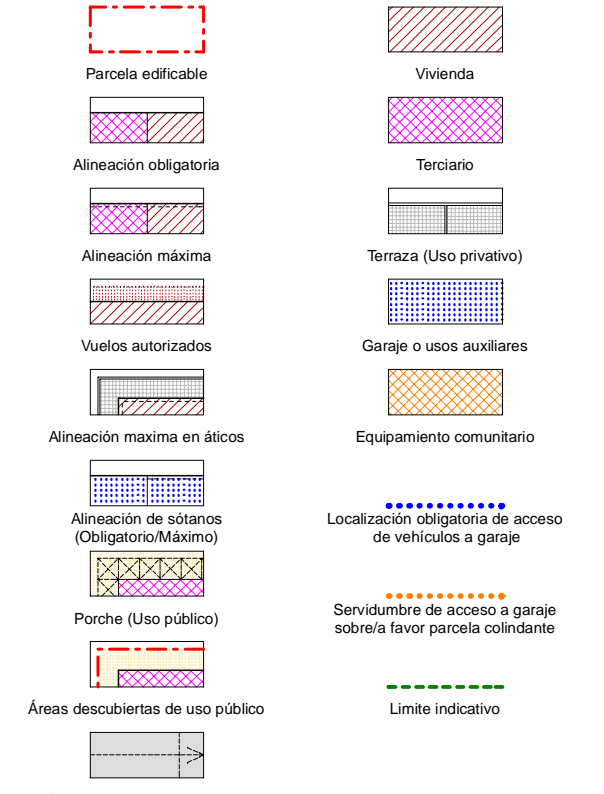 Parcela edificable
Vivienda
Alineación obligatoria
Terciario
Alineación máxima
Terraza (Uso privativo)
Vuelos autorizados
Garaje o usos auxiliares
Alineación maxima en áticos
Equipamiento comunitario
Alineación de sótanos
(Obligatorio/Máximo)
Localización obligatoria de acceso
de vehículos a garaje
Porche (Uso público)
Servidumbre de acceso a garaje
sobre/a favor parcela colindante
Áreas descubiertas de uso público
Limite indicativo